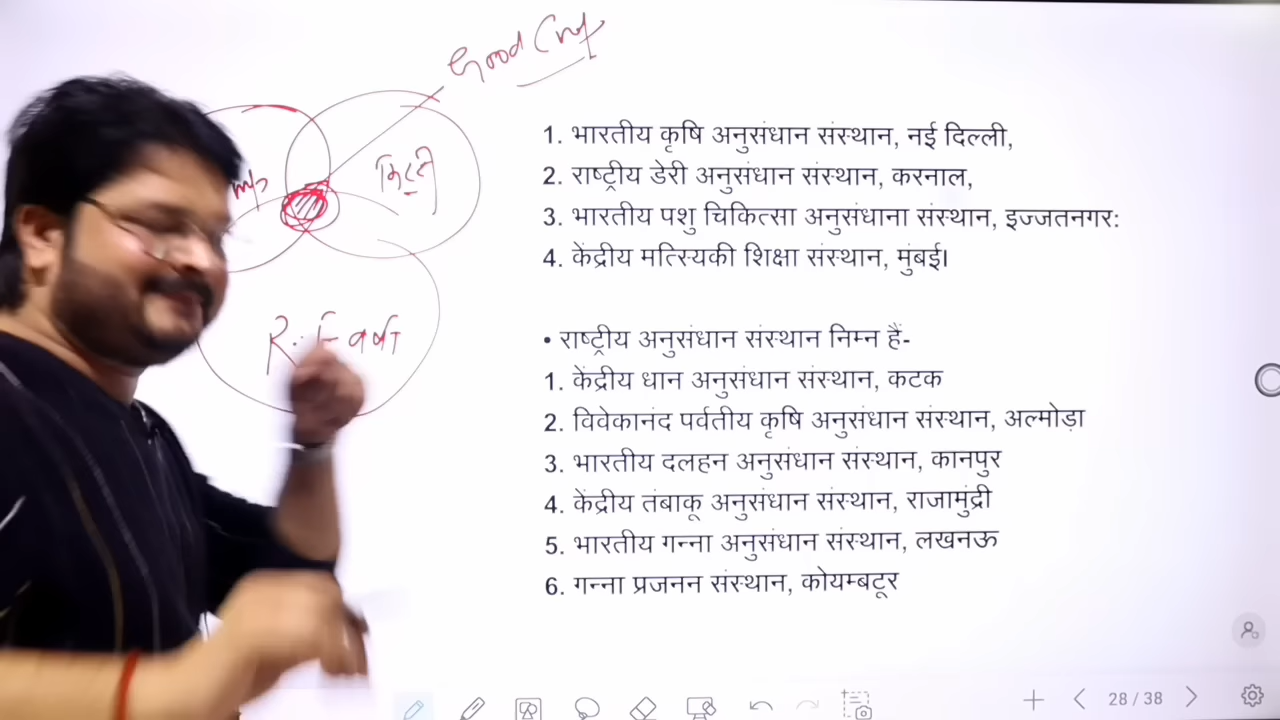 Good Crop
मिट्टी
R.F वर्षा
1. भारतीय कृषि अनुसंधान संस्थान, नई दिल्ली,
2. राष्ट्रीय डेरी अनुसंधान संस्थान, करनाल,
3. भारतीय पशु चिकित्सा अनुसंधाना संस्थान, इज्जतनगर:
4. केंद्रीय मत्स्यिकी शिक्षा संस्थान, मुंबई।
• राष्ट्रीय अनुसंधान संस्थान निम्न हैं-
1. केंद्रीय धान अनुसंधान संस्थान, कटक
2. विवेकानंद पर्वतीय कृषि अनुसंधान संस्थान, अल्मोड़ा
3. भारतीय दलहन अनुसंधान संस्थान, कानपुर
4. केंद्रीय तंबाकू अनुसंधान संस्थान, राजामुंद्री
5. भारतीय गन्ना अनुसंधान संस्थान, लखनऊ
6. गन्ना प्रजनन संस्थान, कोयम्बटूर
28 / 38